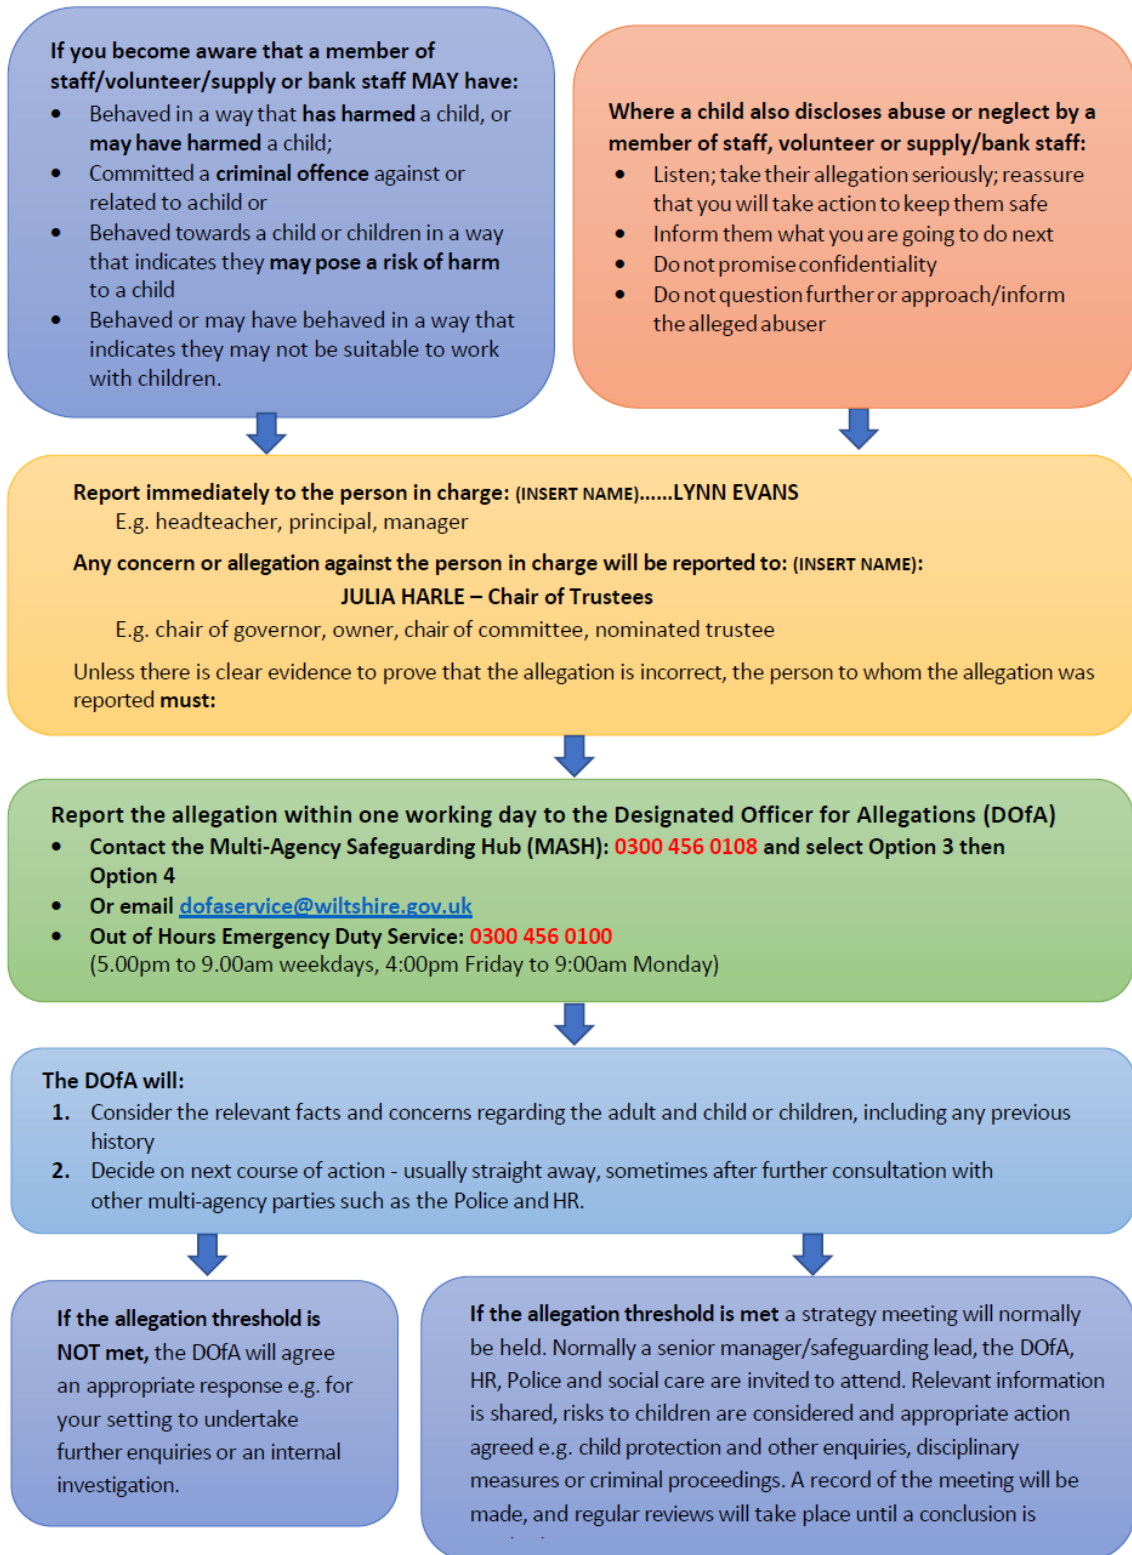 If you become aware that a member of
staff/volunteer/supply or bank staff MAY have:
• Behaved in a way that has harmed a child, or
may have harmed a child;
• Committed a criminal offence against or
related to achild or
• Behaved towards a child or children in a way
that indicates they may pose a risk of harm
to a child
• Behaved or may have behaved in a way that
indicates they may not be suitable to work
with children.
Where a child also discloses abuse or neglect by a
member of staff, volunteer or supply/bank staff:
• Listen; take their allegation seriously; reassure
that you will take action to keep them safe
• Inform them what you are going to do next
• Do not promise confidentiality
• Do not question further or approach/inform
the alleged abuser
Report immediately to the person in charge: (INSERT NAME)......LYNN EVANS
E.g. headteacher, principal, manager
Any concern or allegation against the person in charge will be reported to: (INSERT NAME):
JULIA HARLE – Chair of Trustees
E.g. chair of governor, owner, chair of committee, nominated trustee
Unless there is clear evidence to prove that the allegation is incorrect, the person to whom the allegation was
reported must:
Report the allegation within one working day to the Designated Officer for Allegations (DOfA)
• Contact the Multi-Agency Safeguarding Hub (MASH): 0300 456 0108 and select Option 3 then
Option 4
• Or email dofaservice@wiltshire.gov.uk
• Out of Hours Emergency Duty Service: 0300 456 0100
(5.00pm to 9.00am weekdays, 4:00pm Friday to 9:00am Monday)
The DOfA will:
1. Consider the relevant facts and concerns regarding the adult and child or children, including any previous
history
2. Decide on next course of action - usually straight away, sometimes after further consultation with
other multi-agency parties such as the Police and HR.
If the allegation threshold is
NOT met, the DOfA will agree
an appropriate response e.g. for
your setting to undertake
further enquiries or an internal
investigation.
If the allegation threshold is met a strategy meeting will normally
be held. Normally a senior manager/safeguarding lead, the DOfA,
HR, Police and social care are invited to attend. Relevant information
is shared, risks to children are considered and appropriate action
agreed e.g. child protection and other enquiries, disciplinary
measures or criminal proceedings. A record of the meeting will be
made, and regular reviews will take place until a conclusion is